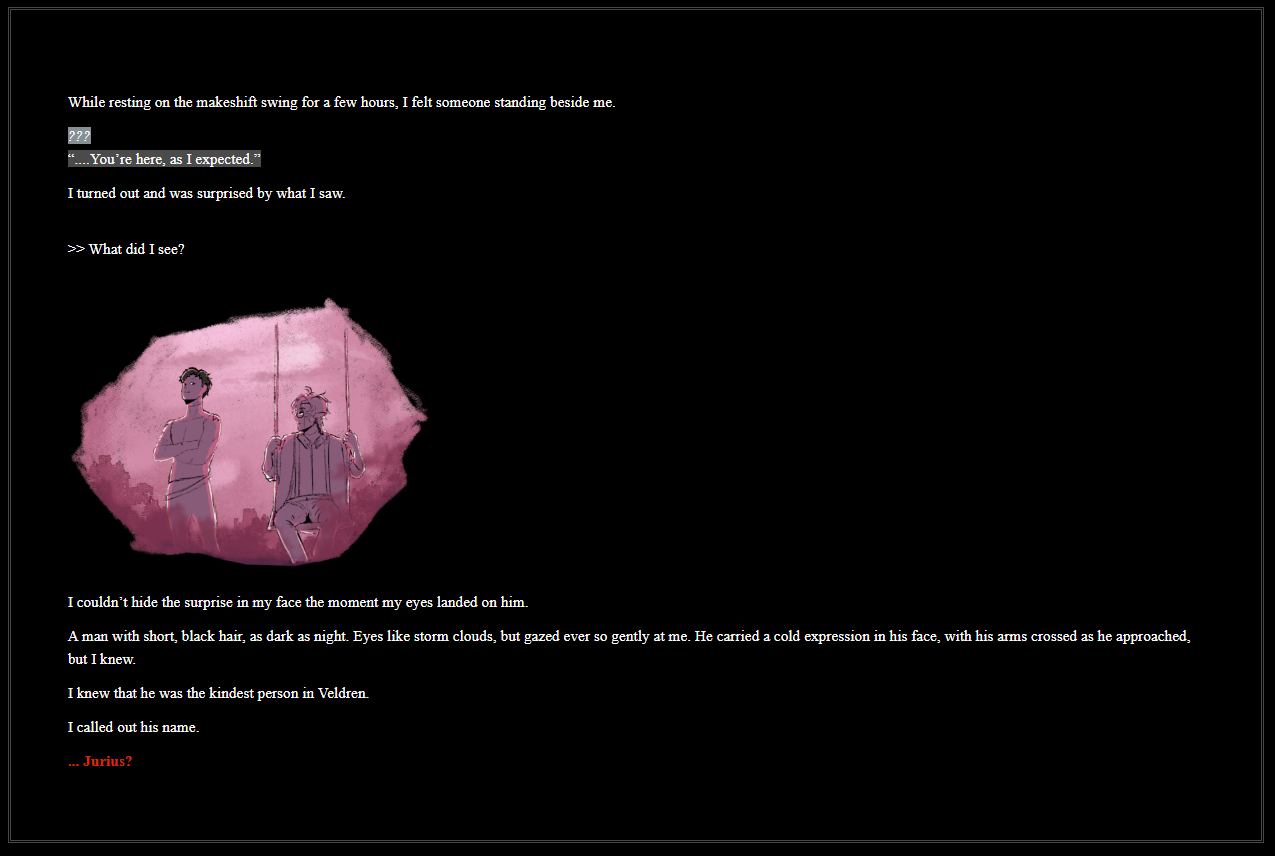 While resting on the makeshift swing for a few hours, I felt someone standing beside me.
???
“....You’re here, as I expected.”
I turned out and was surprised by what I saw.
>> What did I see?
I couldn’t hide the surprise in my face the moment my eyes landed on him.
A man with short, black hair, as dark as night. Eyes like storm clouds, but gazed ever so gently at me. He carried a cold expression in his face, with his arms crossed as he approached,
but I knew.
I knew that he was the kindest person in Veldren.
I called out his name.
... Jurius?